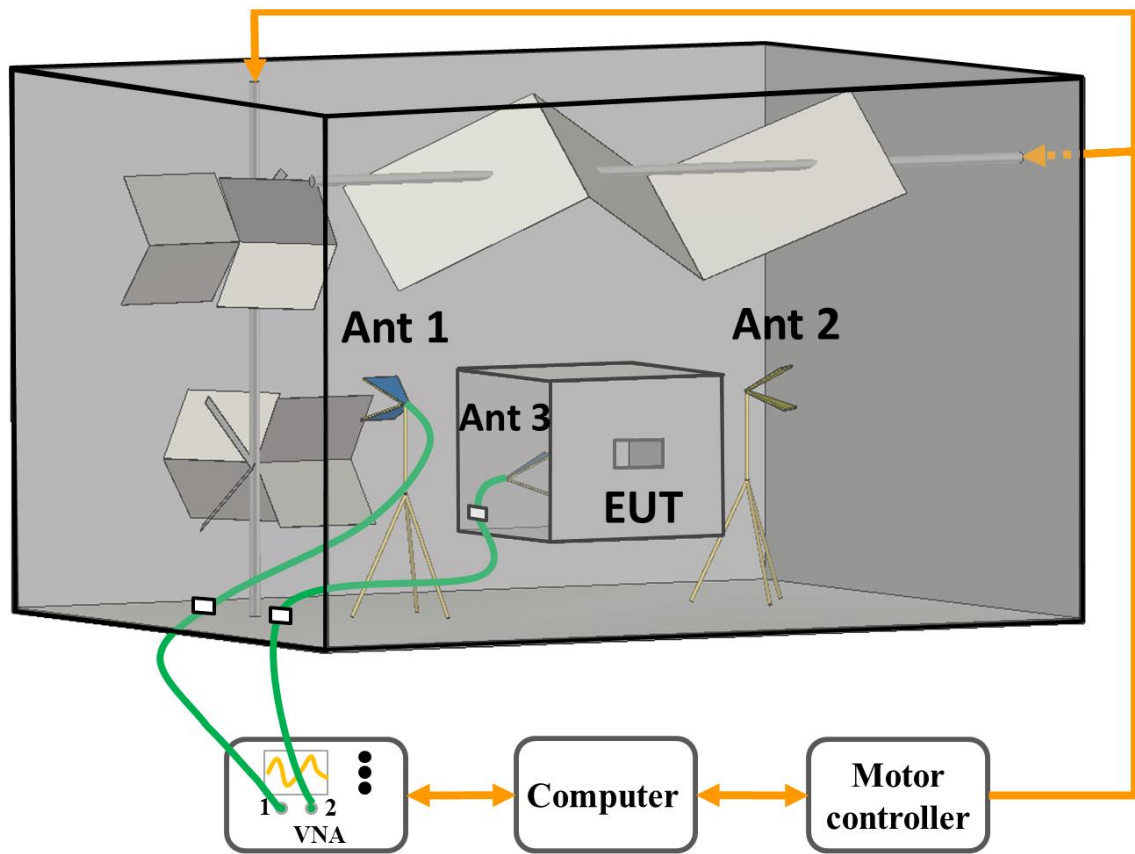 Ant 1
Ant 2
Ant 3
EUT
1
2
VNA
Computer
Motor
controller